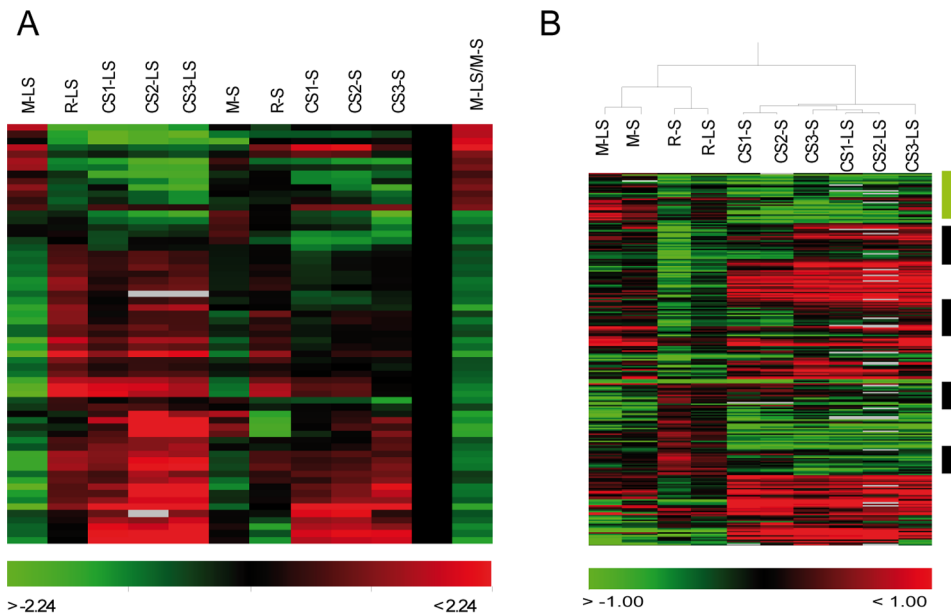 A
M-LS
R-LS
CS1-LS
CS2-LS
CS3-LS
M-S
R-S
CS1-S
CS2-S
CS3-S
M-LS/M-S
> -2.24
< 2.24
B
M-LS
M-S
R-S
R-LS
CS1-S
CS2-S
CS3-S
CS1-LS
CS2-LS
CS3-LS
> -1.00
< 1.00